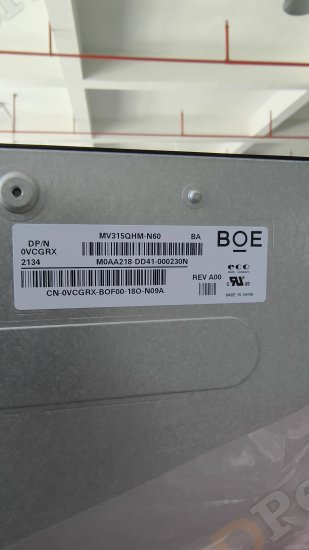 DP/N
0VCGRX
2134
MV315QHM-N60 BA
M0AA218-DD41-000230N
CN-0VCGRX-BOF00-18O-N09A
REV A00
BOE
eco
MADE IN CHINA